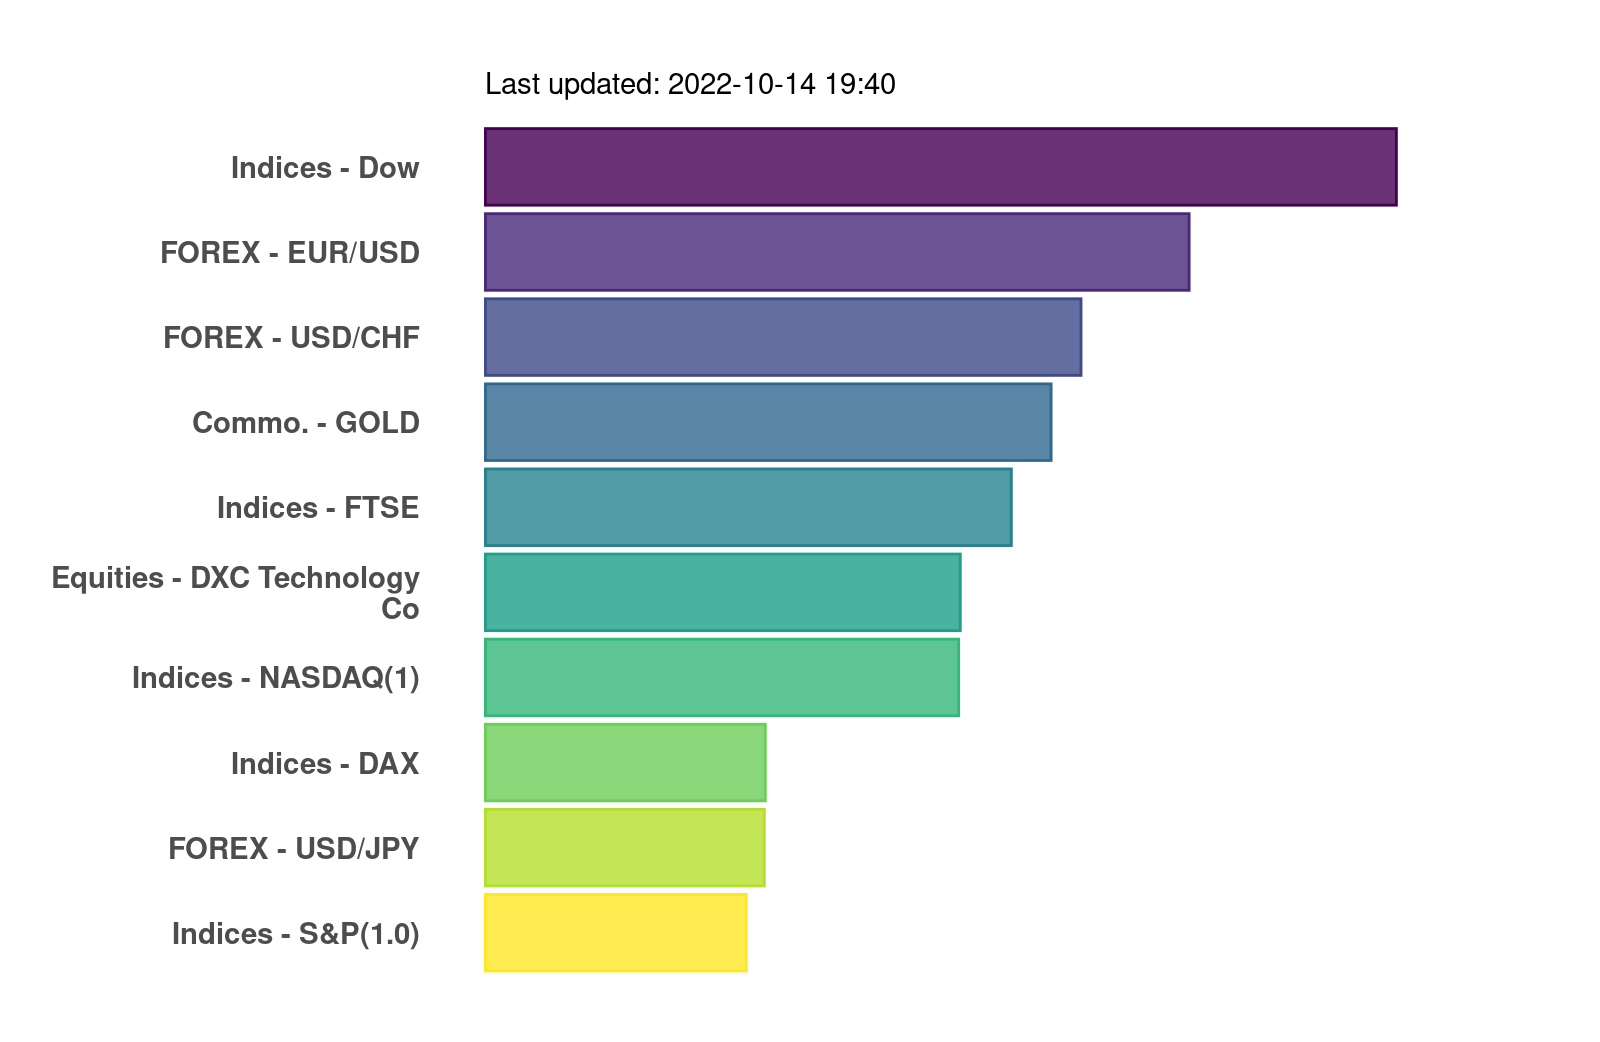 Last updated: 2022-10-14 19:40
Indices - Dow
FOREX - EUR/USD
FOREX - USD/CHF
Commo. - GOLD
Indices - FTSE
Equities - DXC Technology
Co
Indices - NASDAQ(1)
Indices - DAX
FOREX - USD/JPY
Indices - S&P(1.0)